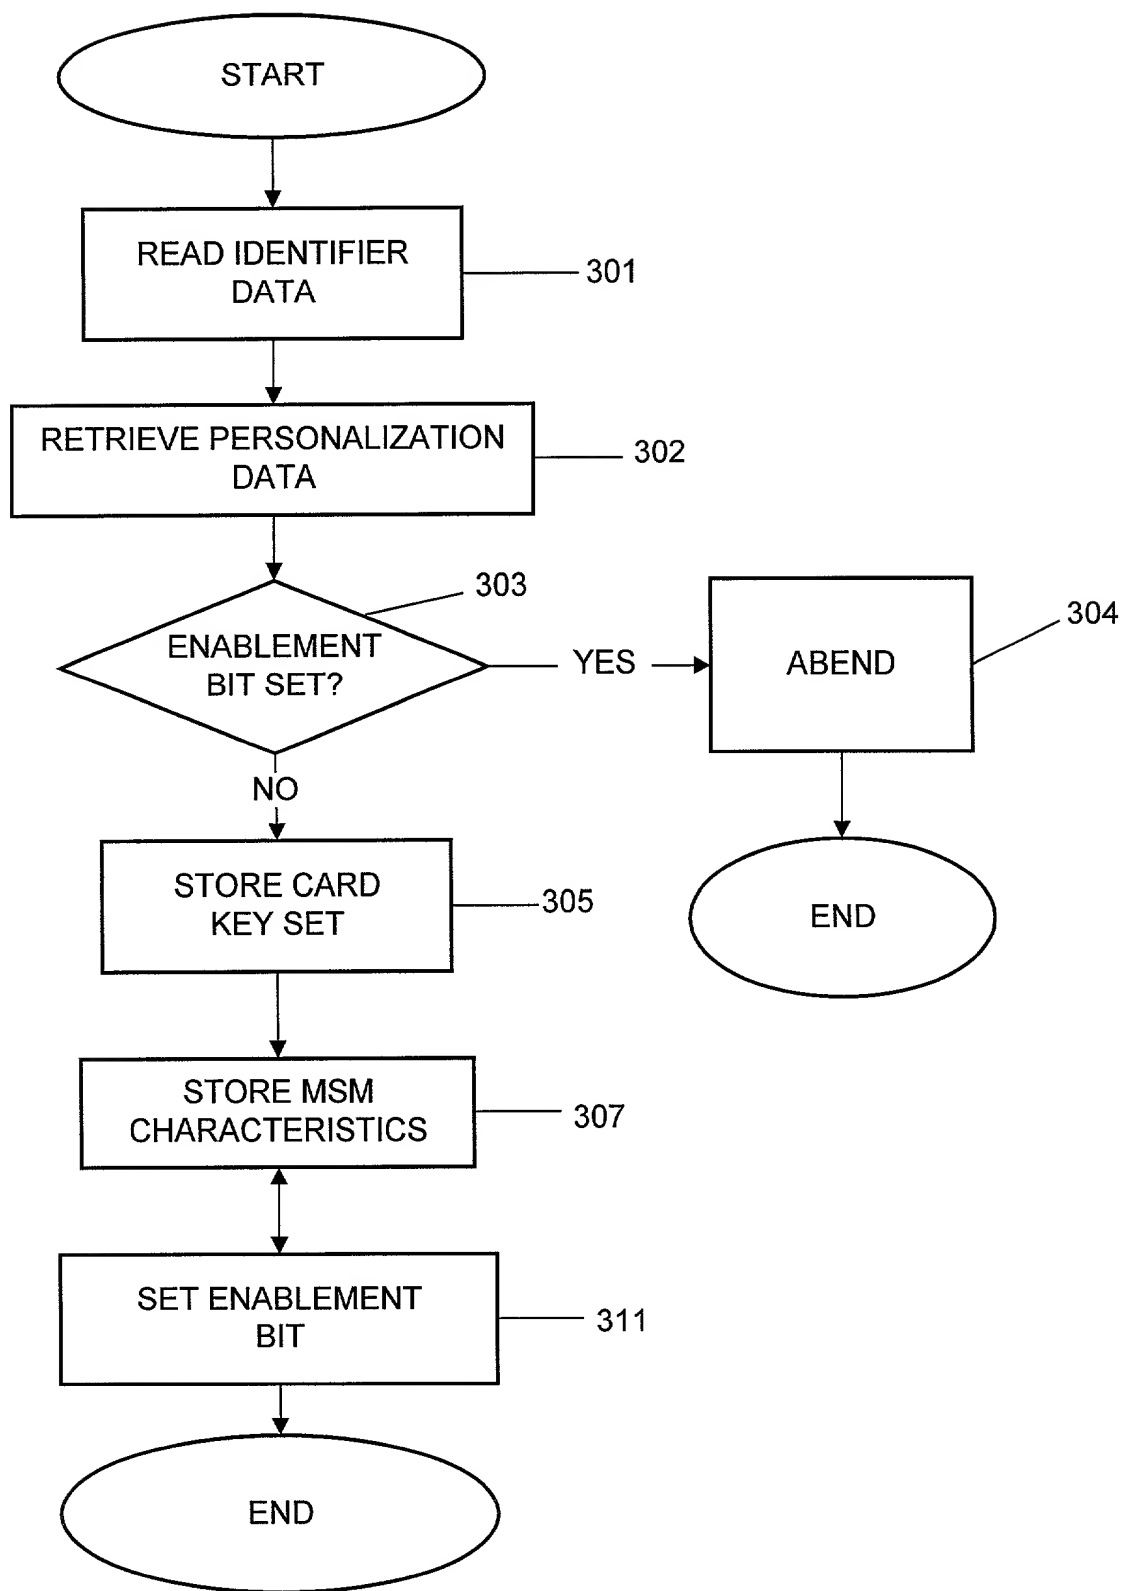 START
READ IDENTIFIER
DATA
301
RETRIEVE PERSONALIZATION
DATA
302
303
ENABLEMENT
BIT SET?
YES
ABEND
304
NO
END
STORE CARD
KEY SET
305
STORE MSM
CHARACTERISTICS
307
SET ENABLEMENT
BIT
311
END